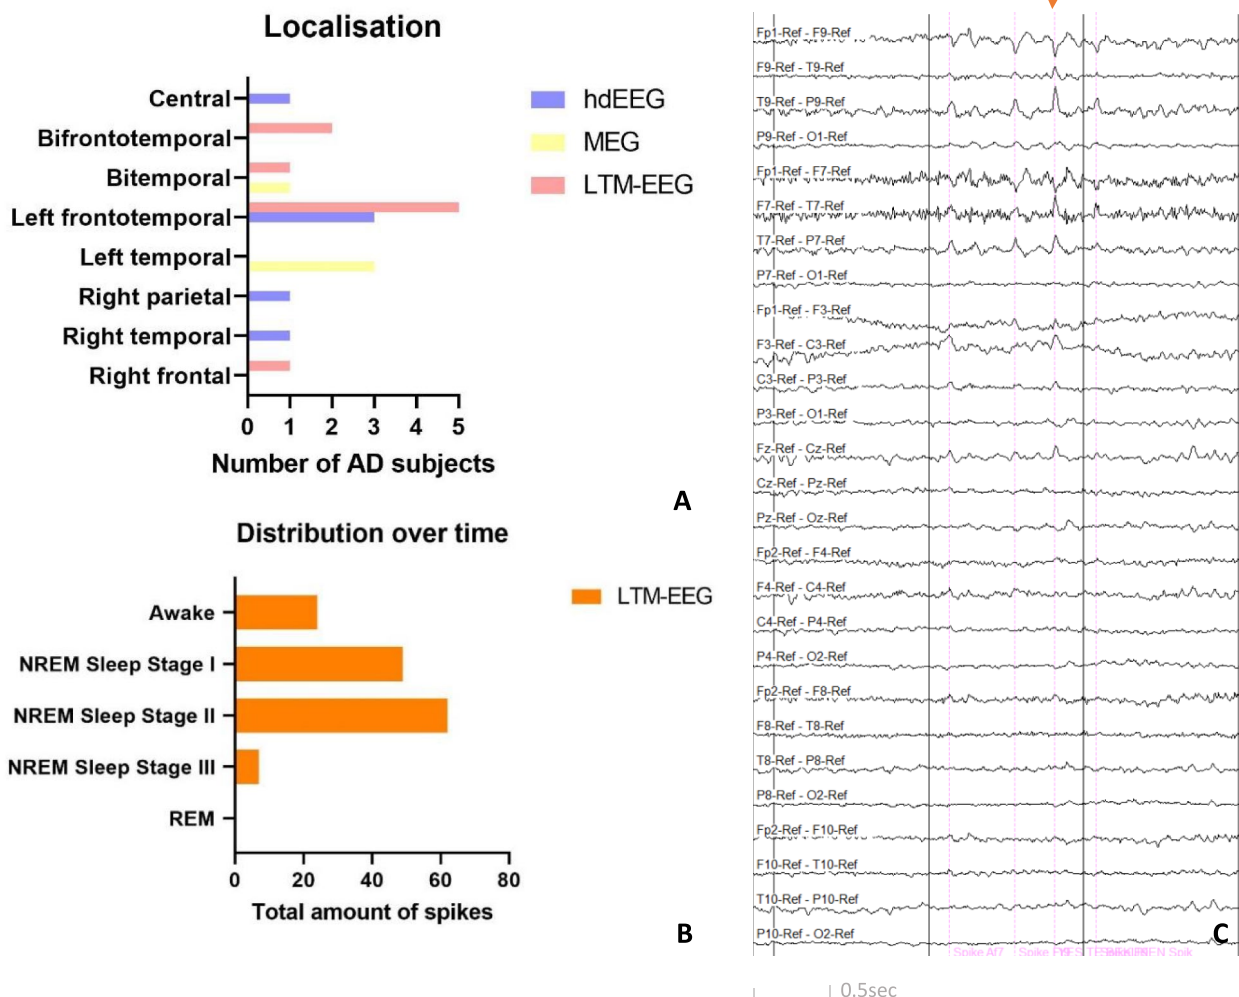 Localisation
Central
Bifrontotemporal
Bitemporal
Left frontotemporal
Left temporal
Right parietal
Right temporal
Right frontal
0 1 2 3 4 5
Number of AD subjects
hdEEG
MEG
LTM-EEG
A
Distribution over time
Awake
NREM Sleep Stage I
NREM Sleep Stage II
NREM Sleep Stage III
REM
0 20 40 60 80
Total amount of spikes
LTM-EEG
B
Fp1-Ref - F9-Ref
F9-Ref - T9-Ref
T9-Ref - P9-Ref
P9-Ref - O1-Ref
Fp1-Ref - F7-Ref
F7-Ref - T7-Ref
T7-Ref - P7-Ref
P7-Ref - O1-Ref
Fp1-Ref - F3-Ref
F3-Ref - C3-Ref
C3-Ref - P3-Ref
P3-Ref - O1-Ref
Fz-Ref - Cz-Ref
Cz-Ref - Pz-Ref
Pz-Ref - Oz-Ref
Fp2-Ref - F4-Ref
F4-Ref - C4-Ref
C4-Ref - P4-Ref
P4-Ref - O2-Ref
Fp2-Ref - F8-Ref
F8-Ref - T8-Ref
T8-Ref - P8-Ref
P8-Ref - O2-Ref
Fp2-Ref - F10-Ref
F10-Ref - T10-Ref
T10-Ref - P10-Ref
P10-Ref - O2-Ref
C
Spike Af7 Spike
0.5sec